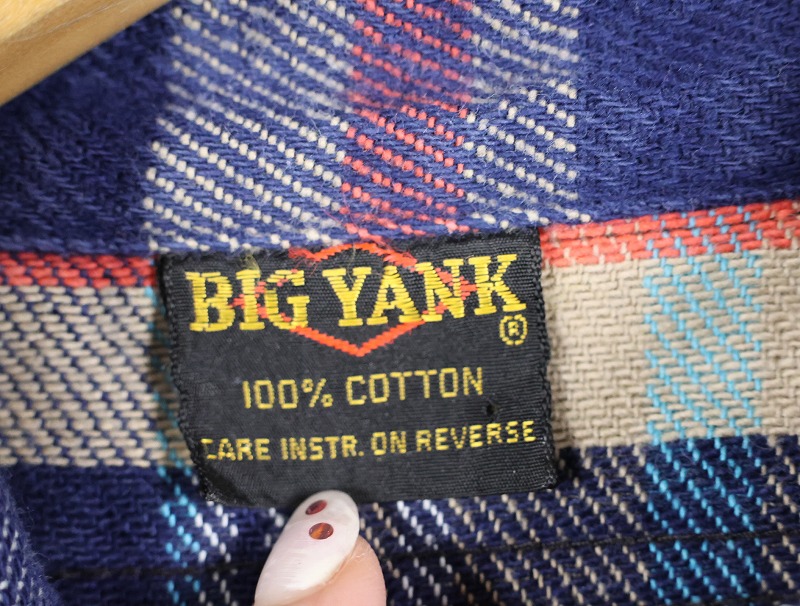 BIG YANK
®
100% COTTON
CARE INSTR. ON REVERSE